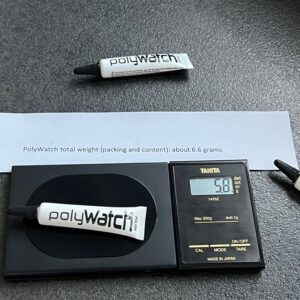 polyWatch
PolyWatch total weight (packing and content): about 6.6 grams
TANITA
5.8
1476Z
Max 200g
d=0.1g
polyWatch
ON/OFF
CAL
MODE
TARE
MADE IN JAPAN